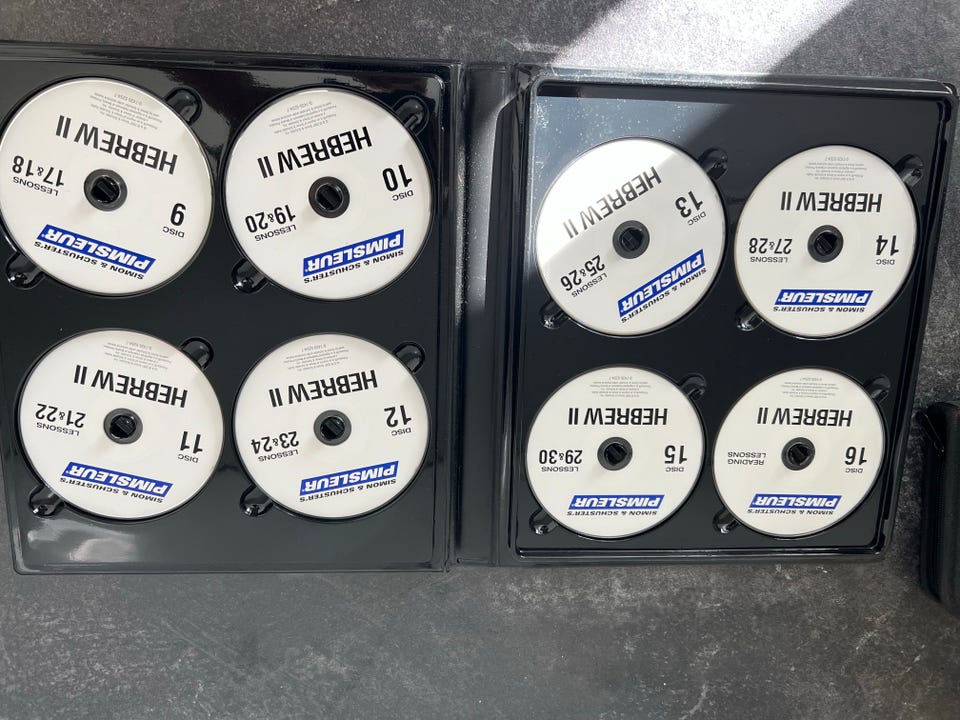 SIMON & SCHUSTER'S
PIMSLEUR
DISC LESSONS
9 17&18
HEBREW II
SIMON & SCHUSTER'S
PIMSLEUR
DISC LESSONS
10 19&20
HEBREW II
SIMON & SCHUSTER'S
PIMSLEUR
DISC LESSONS
11 21&22
HEBREW II
SIMON & SCHUSTER'S
PIMSLEUR
DISC LESSONS
12 23&24
HEBREW II
SIMON & SCHUSTER'S
PIMSLEUR
DISC LESSONS
13 25&26
HEBREW II
SIMON & SCHUSTER'S
PIMSLEUR
DISC LESSONS
14 27&28
HEBREW II
SIMON & SCHUSTER'S
PIMSLEUR
DISC LESSONS
15 29&30
HEBREW II
SIMON & SCHUSTER'S
PIMSLEUR
DISC READING
16 LESSONS
HEBREW II